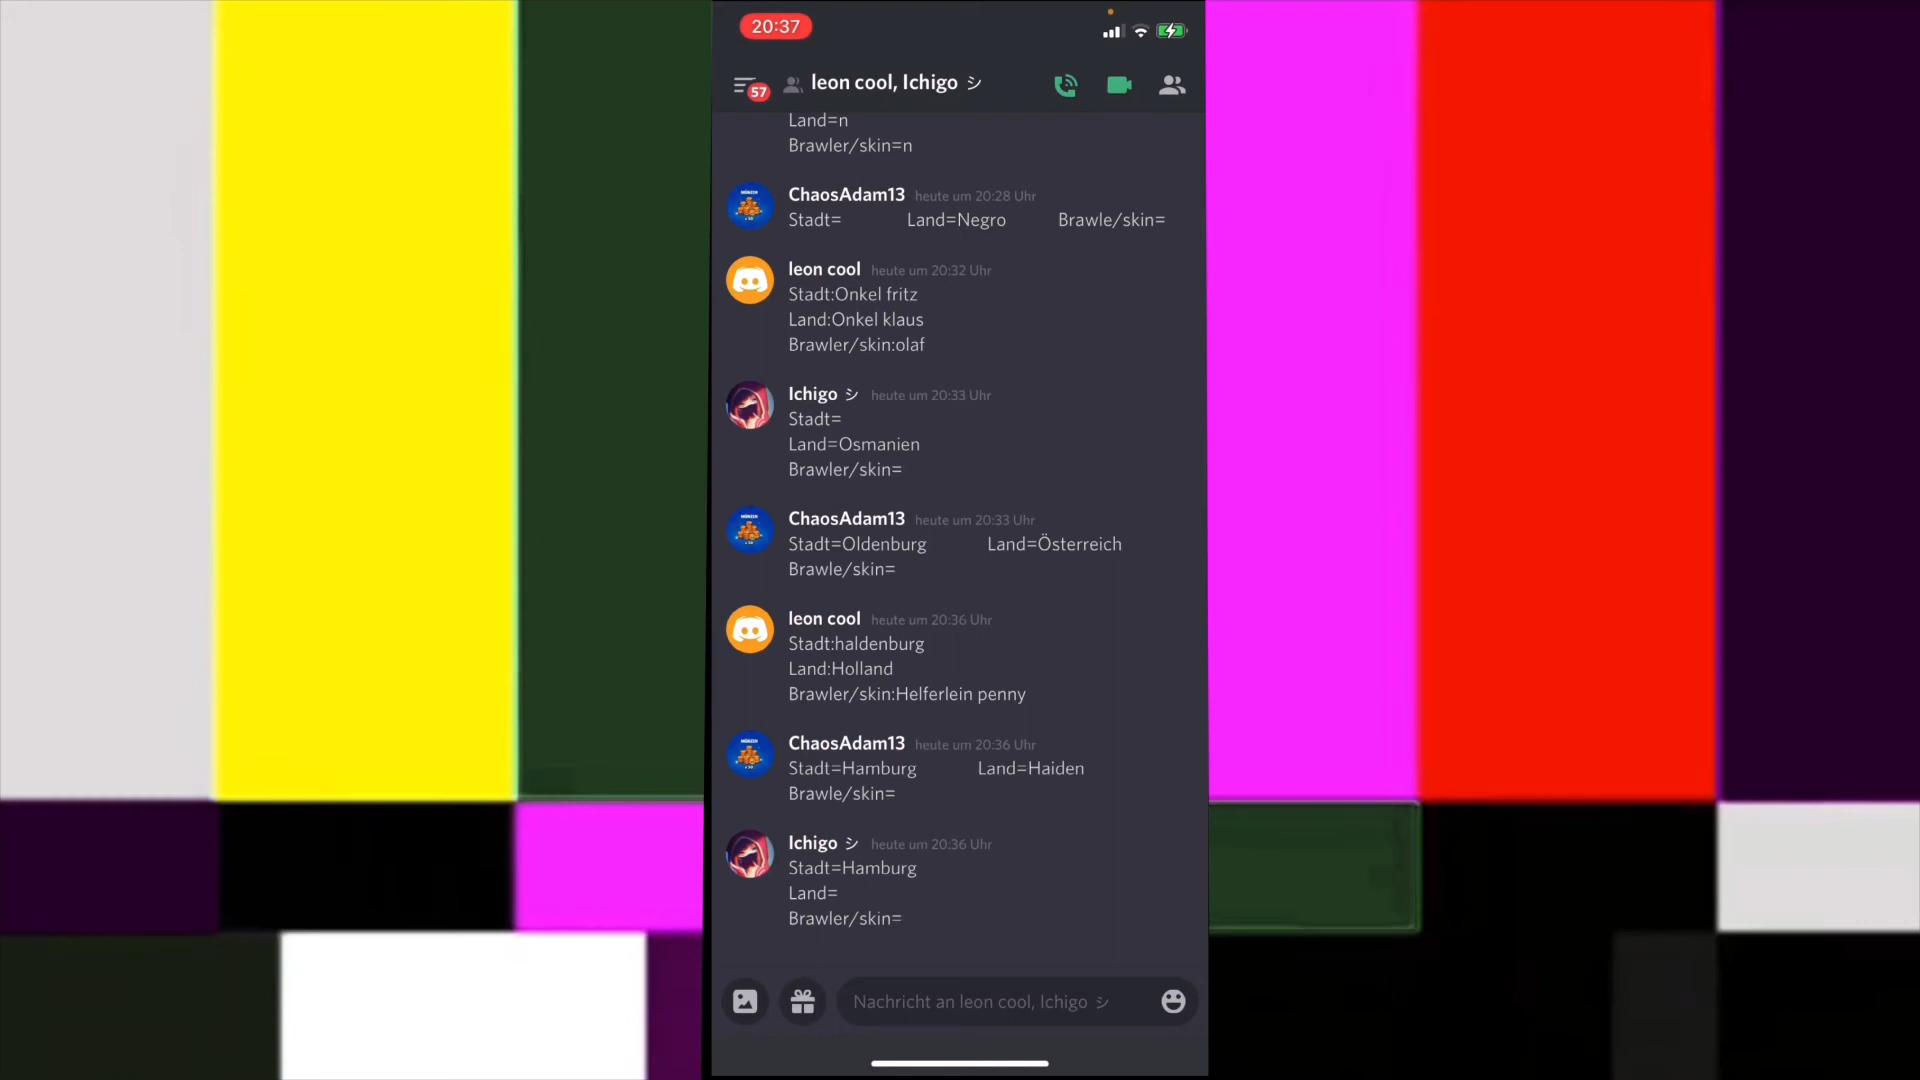 20:37
57
leon cool, Ichigo シ
Land=n
Brawler/skin=n
ChaosAdam13 heute um 20:28 Uhr
Stadt= Land=Negro Brawle/skin=
leon cool heute um 20:32 Uhr
Stadt:Onkel fritz
Land:Onkel klaus
Brawler/skin:olaf
Ichigo シ heute um 20:33 Uhr
Stadt=
Land=Osmanien
Brawler/skin=
ChaosAdam13 heute um 20:33 Uhr
Stadt=Oldenburg Land=Österreich
Brawle/skin=
leon cool heute um 20:36 Uhr
Stadt:haldenburg
Land:Holland
Brawler/skin:Helferlein penny
ChaosAdam13 heute um 20:36 Uhr
Stadt=Hamburg Land=Haiden
Brawle/skin=
Ichigo シ heute um 20:36 Uhr
Stadt=Hamburg
Land=
Brawler/skin=
Nachricht an leon cool, Ichigo シ